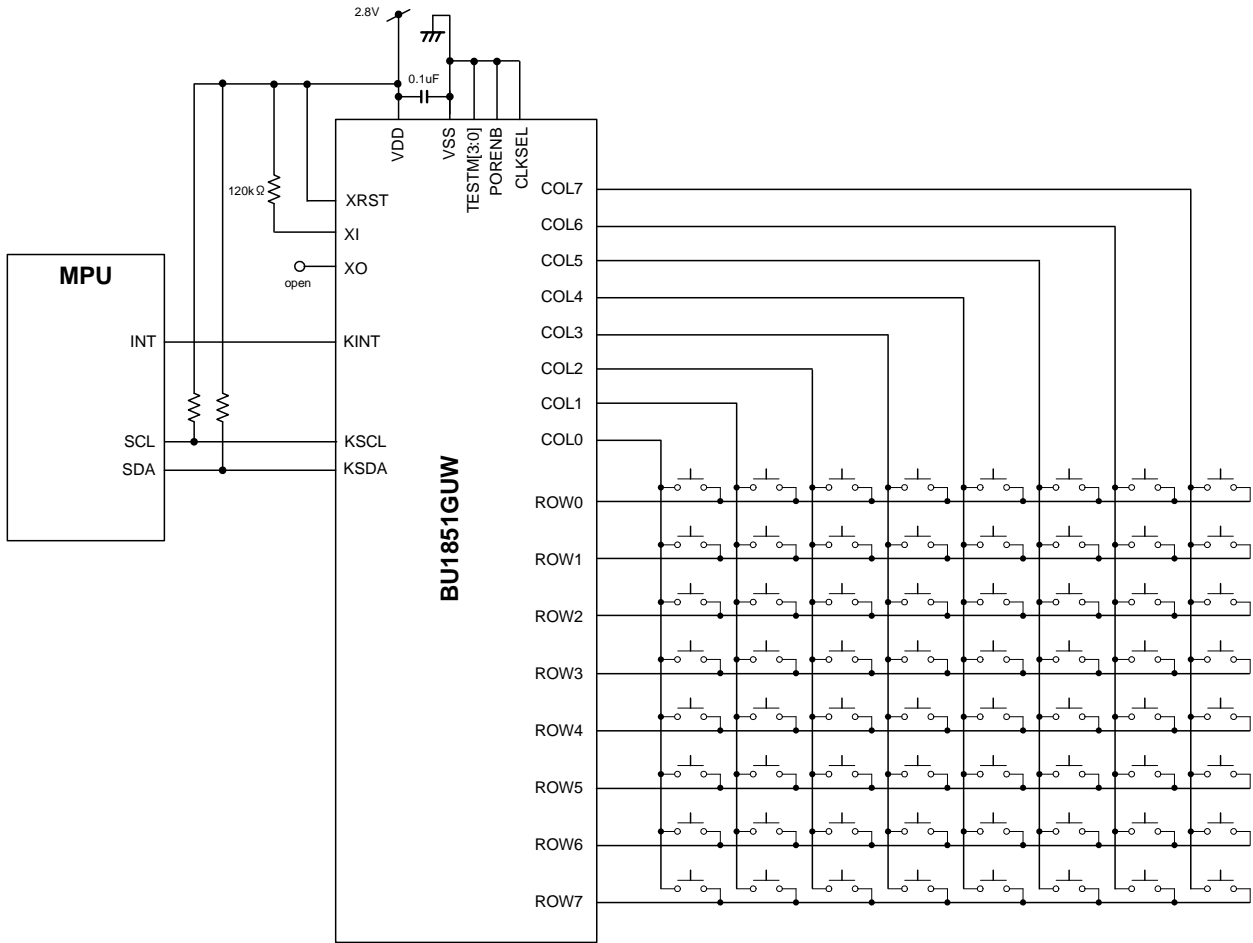 2.8V
0.1uF
VDD
VSS
TESTM[3:0]
PORENB
CLKSEL
120kΩ
XRST
XI
XO
open
MPU
INT
KINT
SCL
KSCL
SDA
KSDA
BU1851GUW
COL7
COL6
COL5
COL4
COL3
COL2
COL1
COL0
ROW0
ROW1
ROW2
ROW3
ROW4
ROW5
ROW6
ROW7